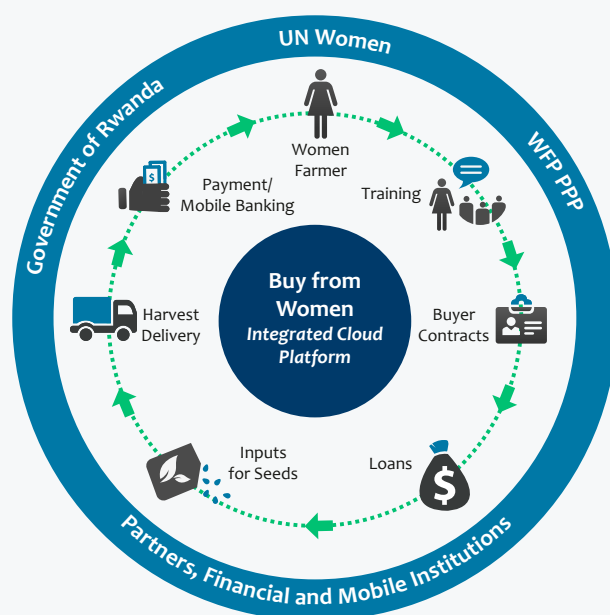 UN Women
Government of Rwanda
WFP PPP
Women
Farmer
Payment/
Mobile Banking
$
Training
Buy from
Women
Integrated Cloud
Platform
Harvest
Delivery
Buyer
Contracts
Inputs
for Seeds
Loans
$
Partners, Financial and Mobile Institutions